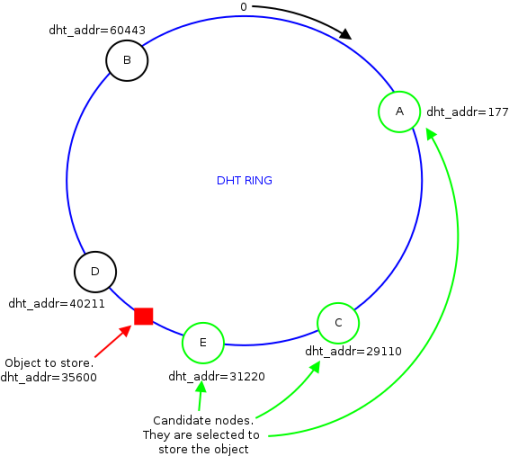 0
dht_addr=60443
B
A
dht_addr=177
DHT RING
D
dht_addr=40211
C
E
dht_addr=29110
Object to store.
dht_addr=35600
dht_addr=31220
Candidate nodes.
They are selected to
store the object